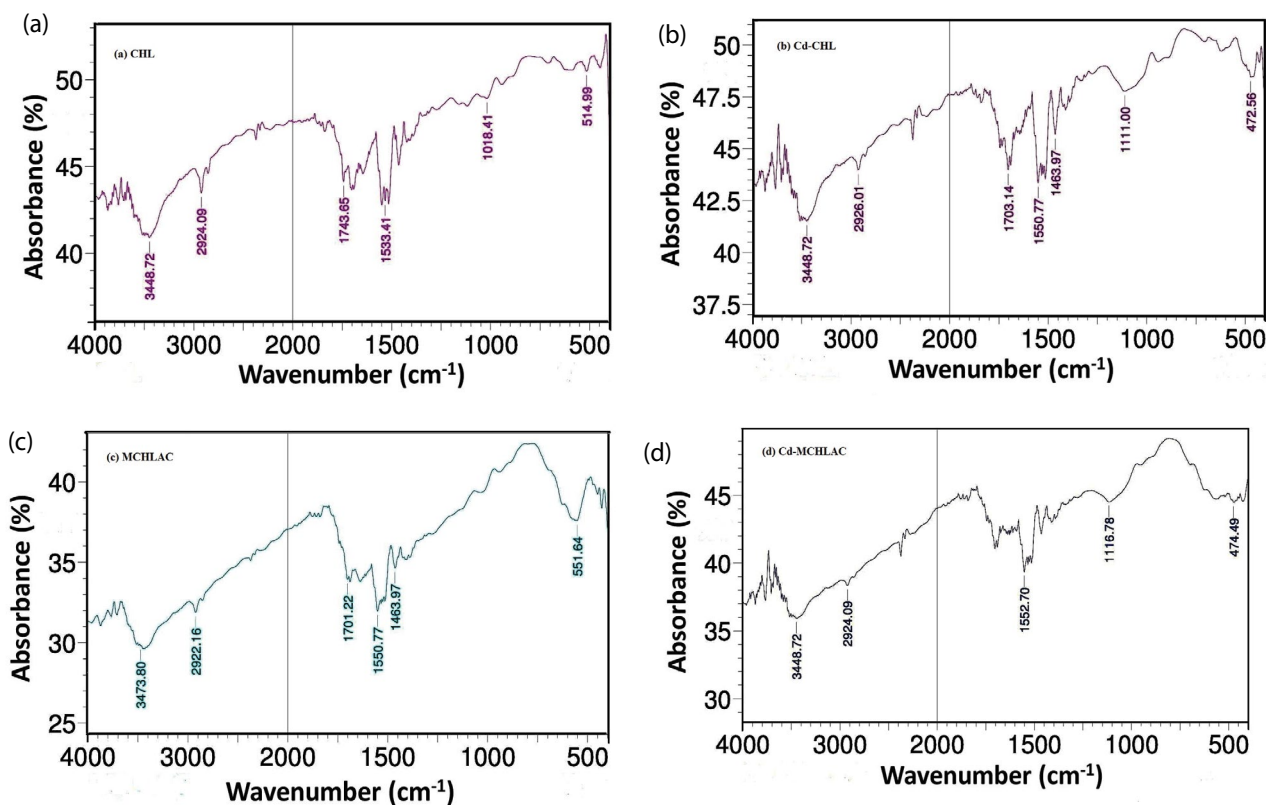 (a)
(a) CHL
Absorbance (%)
50
45
40
3448.72
2924.09
1743.65
1533.41
1018.41
514.99
4000 3000 2000 1500 1000 500
Wavenumber (cm⁻¹)
(b)
(b) Cd-CHL
Absorbance (%)
50
47.5
45
42.5
40
37.5
3448.72
2926.01
1703.14
1550.77
1463.97
1111.00
472.56
4000 3000 2000 1500 1000 500
Wavenumber (cm⁻¹)
(c)
(c) MCHLAC
Absorbance (%)
40
35
30
25
3473.80
2922.16
1701.22
1550.77
1463.97
551.64
4000 3000 2000 1500 1000 500
Wavenumber (cm⁻¹)
(d)
(d) Cd-MCHLAC
Absorbance (%)
45
40
35
30
3448.72
2924.09
1552.70
1116.78
474.49
4000 3000 2000 1500 1000 500
Wavenumber (cm⁻¹)